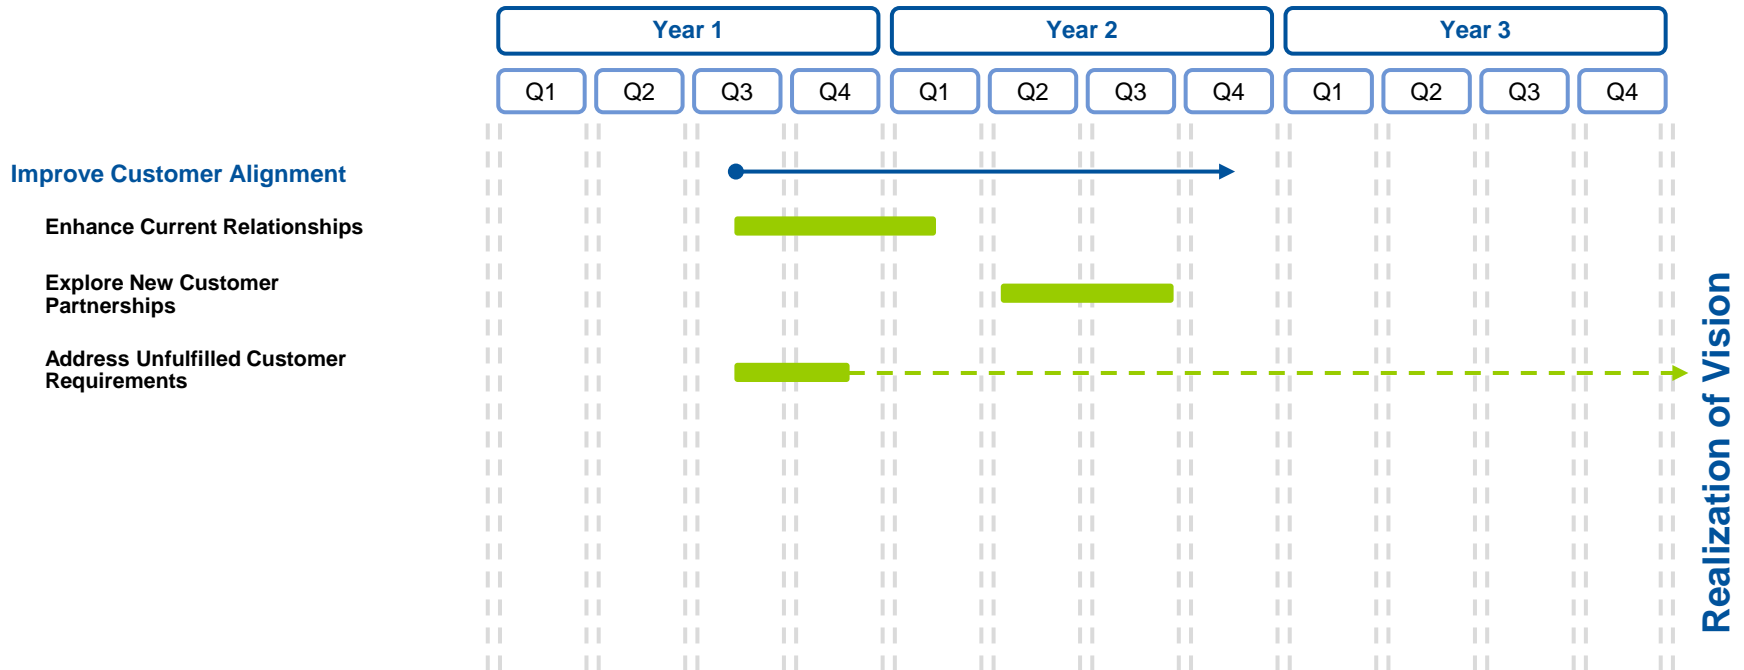 Year 1
Year 2
Year 3
Q1
Q2
Q3
Q4
Q1
Q2
Q3
Q4
Q1
Q2
Q3
Q4
Improve Customer Alignment
Enhance Current Relationships
Explore New Customer
Partnerships
Address Unfulfilled Customer
Requirements
Realization of Vision